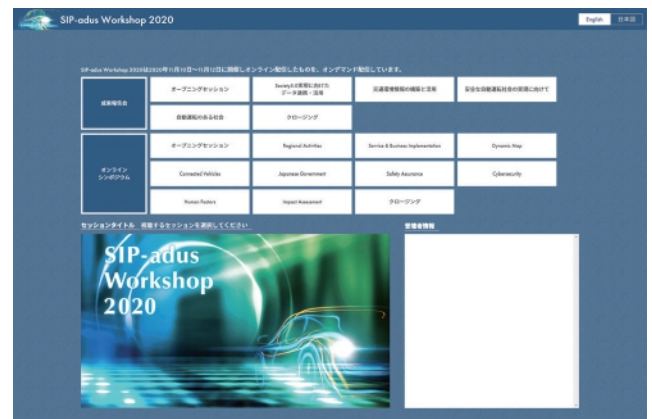 SIP-adus Workshop 2020
English
日本語
SIP-adus Workshop 2020は2020年11月10日～11月12日に開催しオンライン配信したものを、オンデマンド配信しています。
成果報告会
オープニングセッション
Society5.0実現に向けた
データ連携・活用
交通環境情報の構築と活用
安全な自動運転社会の実現に向けて
自動運転のある社会
クロージング
オンライン
シンポジウム
オープニングセッション
Regional Activities
Service & Business Implementation
Dynamic Map
Connected Vehicles
Japanese Government
Safety Assurance
Cybersecurity
Human Factors
Impact Assessment
クロージング
セッションタイトル 視聴するセッションを選択してください
登壇者情報
SIP-adus
Workshop
2020